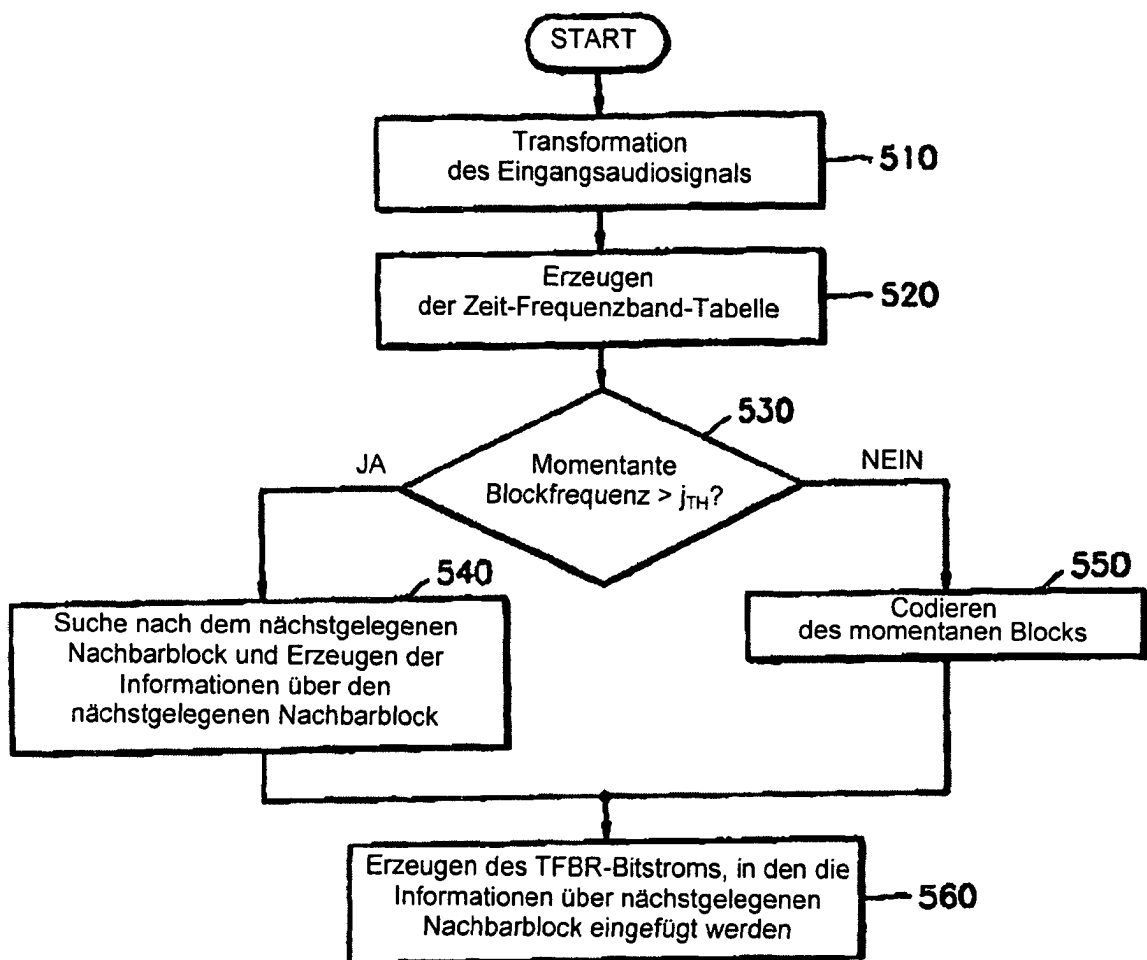 START
Transformation
des Eingangsaudiosignals
510
Erzeugen
der Zeit-Frequenzband-Tabelle
520
530
JA
Momentante
Blockfrequenz > jTH?
NEIN
540
Suche nach dem nächstgelegenen
Nachbarblock und Erzeugen der
Informationen über den
nächstgelegenen Nachbarblock
550
Codieren
des momentanen Blocks
Erzeugen des TFBR-Bitstroms, in den die
Informationen über nächstgelegenen
Nachbarblock eingefügt werden
560